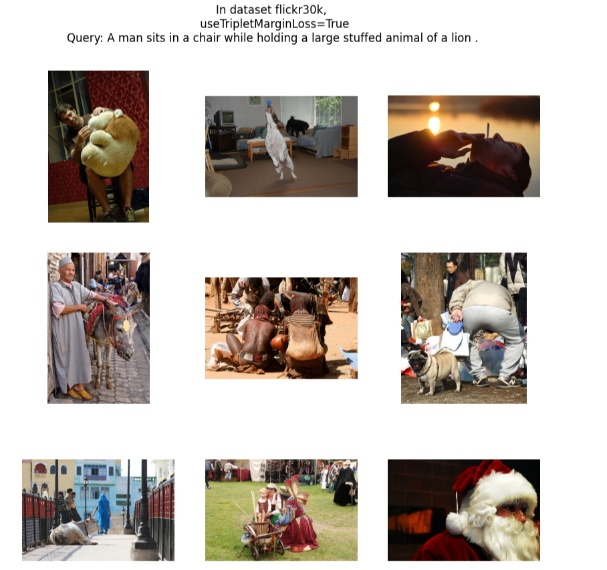 In dataset flickr30k,
useTripletMarginLoss=True
Query: A man sits in a chair while holding a large stuffed animal of a lion .